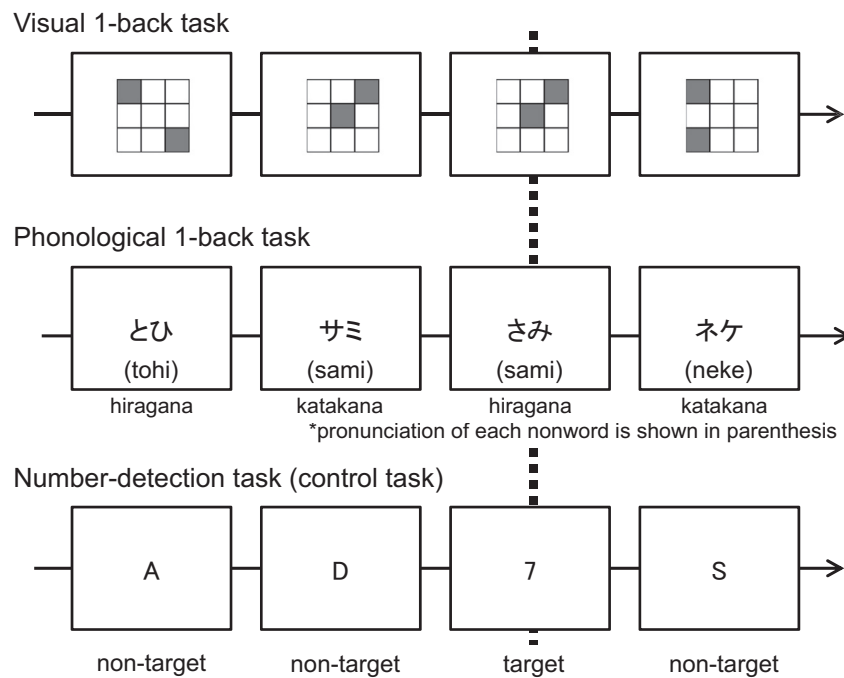 Visual 1-back task
Phonological 1-back task
とひ サミ さみ ネケ
(tohi) (sami) (sami) (neke)
hiragana katakana hiragana katakana
*pronunciation of each nonword is shown in parenthesis
Number-detection task (control task)
A D 7 S
non-target non-target target non-target